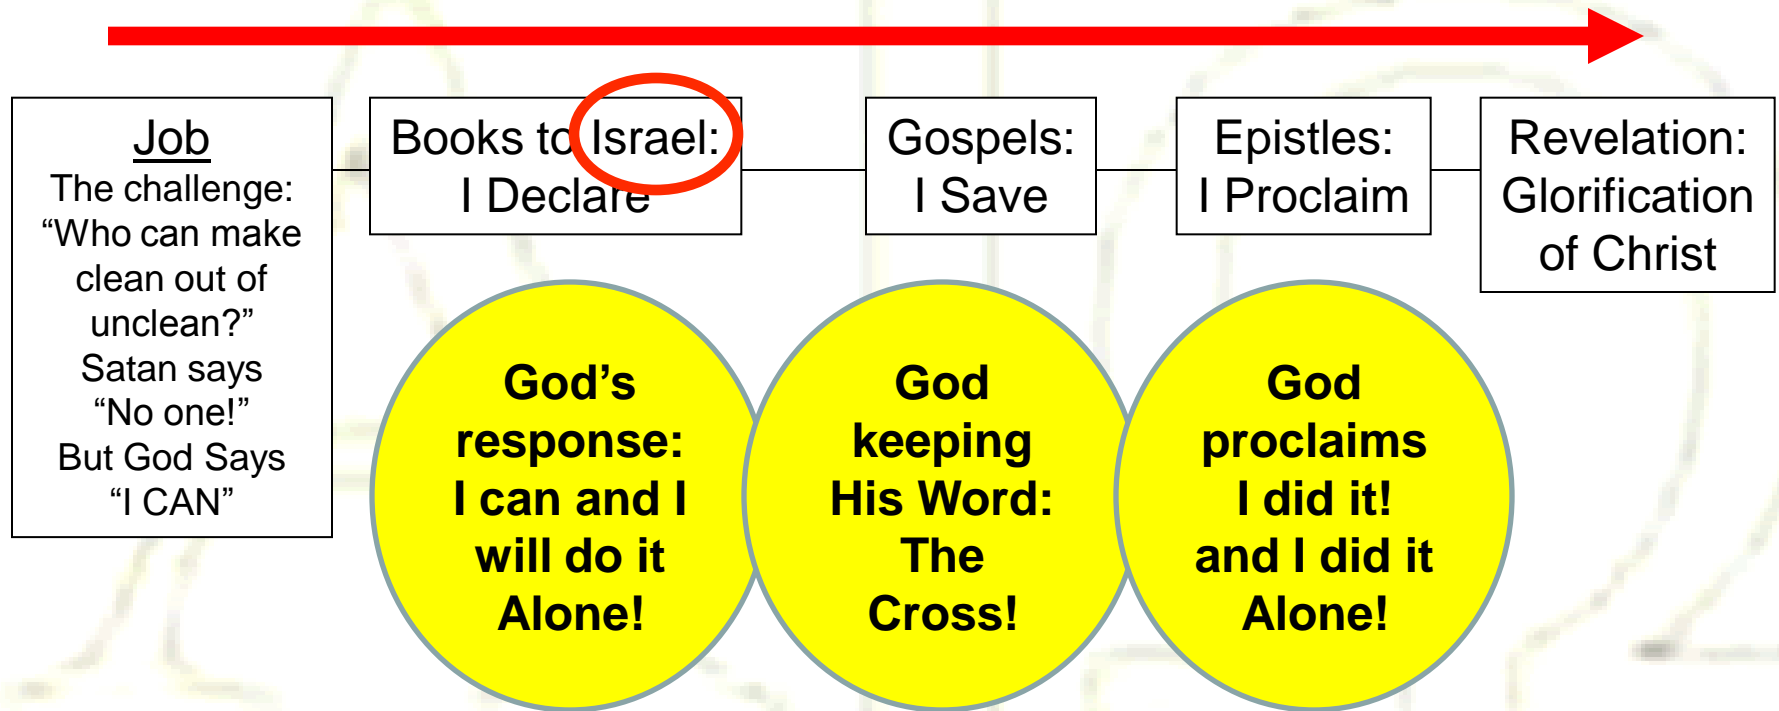 Job
The challenge:
“Who can make
clean out of
unclean?”
Satan says
“No one!”
But God Says
“I CAN”
Books to Israel:
I Declare
Gospels:
I Save
Epistles:
I Proclaim
Revelation:
Glorification
of Christ
God’s
response:
I can and I
will do it
Alone!
God
keeping
His Word:
The
Cross!
God
proclaims
I did it!
and I did it
Alone!